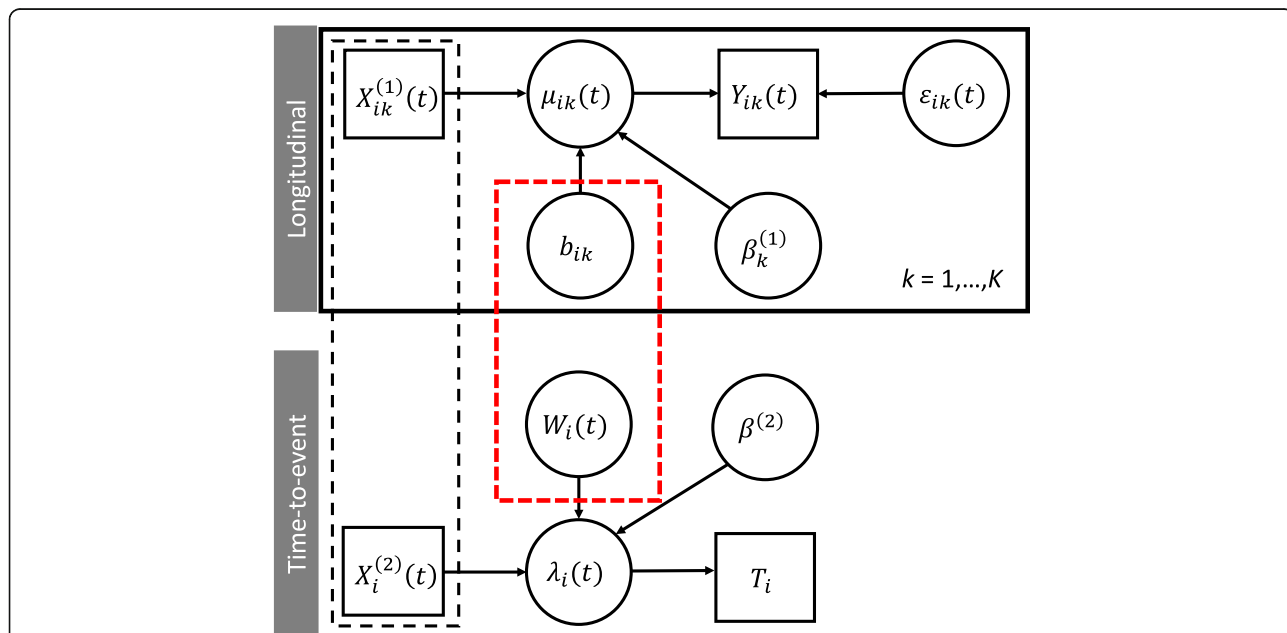 Longitudinal
X_{ik}^{(1)}(t)
μ_{ik}(t)
Y_{ik}(t)
ε_{ik}(t)
b_{ik}
β_k^{(1)}
k = 1,...,K
Time-to-event
W_i(t)
β^{(2)}
X_i^{(2)}(t)
λ_i(t)
T_i